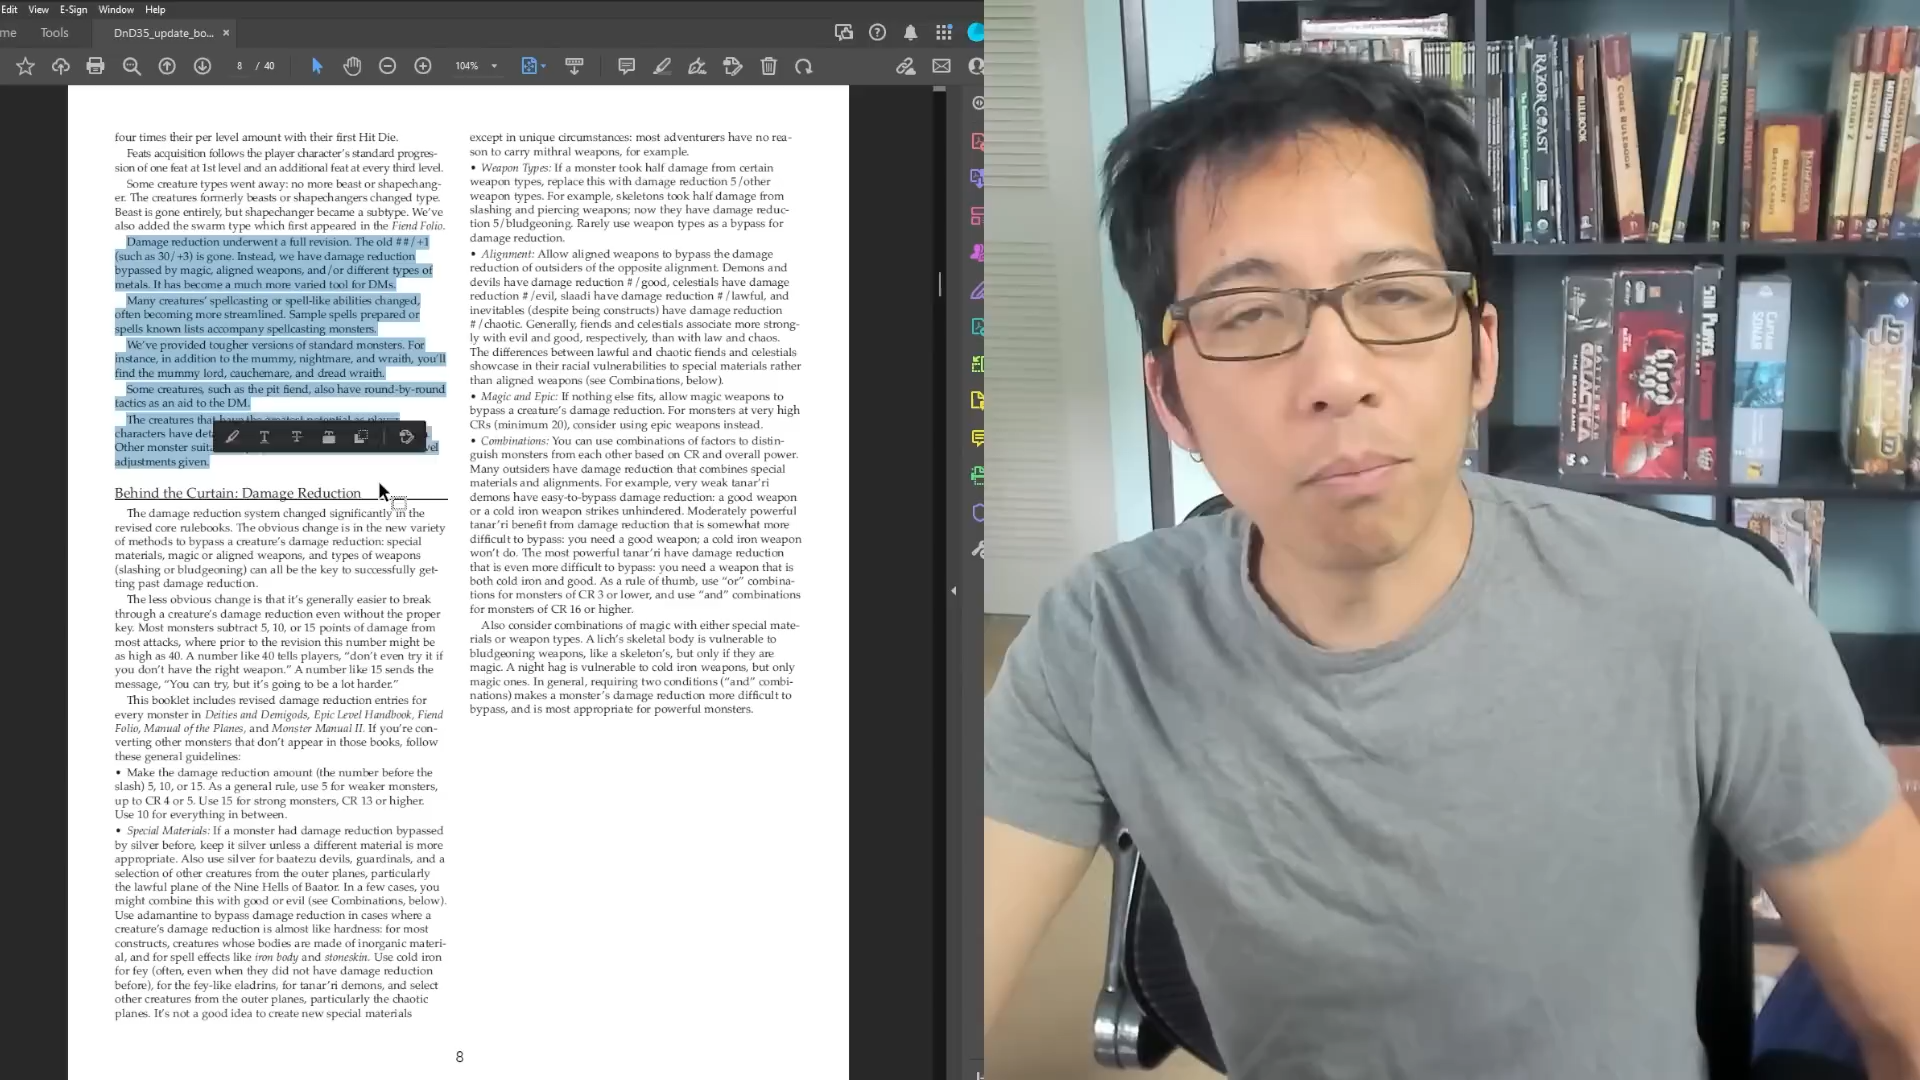 Edit View E-Sign Window Help
me Tools DnD35_update_bo... ×
8 / 40 104%
four times their per level amount with their first Hit Die.
Feats acquisition follows the player character's standard progres-
sion of one feat at 1st level and an additional feat at every third level.
Some creature types went away: no more beast or shapechang-
er. The creatures formerly beasts or shapechangers changed type.
Beast is gone entirely, but shapechanger became a subtype. We've
also added the swarm type which first appeared in the Fiend Folio.
Damage reduction underwent a full revision. The old ##/+1
(such as 30/+3) is gone. Instead, we have damage reduction
bypassed by magic, aligned weapons, and/or different types of
metals. It has become a much more varied tool for DMs.
Many creatures' spellcasting or spell-like abilities changed,
often becoming more streamlined. Sample spells prepared or
spells known lists accompany spellcasting monsters.
We've provided tougher versions of standard monsters. For
instance, in addition to the mummy, nightmare, and wraith, you'll
find the mummy lord, cauchemare, and dread wraith.
Some creatures, such as the pit fiend, also have round-by-round
tactics as an aid to the DM.
The creatures that have the greatest potential as player
characters have
Other monster
adjustments given.
Behind the Curtain: Damage Reduction
The damage reduction system changed significantly in the
revised core rulebooks. The obvious change is in the new variety
of methods to bypass a creature's damage reduction: special
materials, magic or aligned weapons, and types of weapons
(slashing or bludgeoning) can all be the key to successfully get-
ting past damage reduction.
The less obvious change is that it's generally easier to break
through a creature's damage reduction even without the proper
key. Most monsters subtract 5, 10, or 15 points of damage from
most attacks, where prior to the revision this number might be
as high as 40. A number like 40 tells players, "don't even try it if
you don't have the right weapon." A number like 15 sends the
message, "You can try, but it's going to be a lot harder."
This booklet includes revised damage reduction entries for
every monster in Deities and Demigods, Epic Level Handbook, Fiend
Folio, Manual of the Planes, and Monster Manual II. If you're con-
verting other monsters that don't appear in those books, follow
these general guidelines:
• Make the damage reduction amount (the number before the
slash) 5, 10, or 15. As a general rule, use 5 for weaker monsters,
up to CR 4 or 5. Use 15 for strong monsters, CR 13 or higher.
Use 10 for everything in between.
• Special Materials: If a monster had damage reduction bypassed
by silver before, keep it silver unless a different material is more
appropriate. Also use silver for baatezu devils, guardinals, and a
selection of other creatures from the outer planes, particularly
the lawful plane of the Nine Hells of Baator. In a few cases, you
might combine this with good or evil (see Combinations, below).
Use adamantine to bypass damage reduction in cases where a
creature's damage reduction is almost like hardness: for most
constructs, creatures whose bodies are made of inorganic materi-
al, and for spell effects like iron body and stoneskin. Use cold iron
for fey (often, even when they did not have damage reduction
before), for the fey-like eladrins, for tanar'ri demons, and select
other creatures from the outer planes, particularly the chaotic
planes. It's not a good idea to create new special materials
except in unique circumstances: most adventurers have no rea-
son to carry mithral weapons, for example.
• Weapon Types: If a monster took half damage from certain
weapon types, replace this with damage reduction 5/other
weapon types. For example, skeletons took half damage from
slashing and piercing weapons; now they have damage reduc-
tion 5/bludgeoning. Rarely use weapon types as a bypass for
damage reduction.
• Alignment: Allow aligned weapons to bypass the damage
reduction of outsiders of the opposite alignment. Demons and
devils have damage reduction #/good, celestials have damage
reduction #/evil, slaadi have damage reduction #/lawful, and
inevitables (despite being constructs) have damage reduction
#/chaotic. Generally, fiends and celestials associate more strong-
ly with evil and good, respectively, than with law and chaos.
The differences between lawful and chaotic fiends and celestials
showcase in their racial vulnerabilities to special materials rather
than aligned weapons (see Combinations, below).
• Magic and Epic: If nothing else fits, allow magic weapons to
bypass a creature's damage reduction. For monsters at very high
CRs (minimum 20), consider using epic weapons instead.
• Combinations: You can use combinations of factors to distin-
guish monsters from each other based on CR and overall power.
Many outsiders have damage reduction that combines special
materials and alignments. For example, very weak tanar'ri
demons have easy-to-bypass damage reduction: a good weapon
or a cold iron weapon strikes unhindered. Moderately powerful
tanar'ri benefit from damage reduction that is somewhat more
difficult to bypass: you need a good weapon; a cold iron weapon
won't do. The most powerful tanar'ri have damage reduction
that is even more difficult to bypass: you need a weapon that is
both cold iron and good. As a rule of thumb, use "or" combina-
tions for monsters of CR 3 or lower, and use "and" combinations
for monsters of CR 16 or higher.
Also consider combinations of magic with either special mate-
rials or weapon types. A lich's skeletal body is vulnerable to
bludgeoning weapons, like a skeleton's, but only if they are
magic. A night hag is vulnerable to cold iron weapons, but only
magic ones. In general, requiring two conditions ("and" combi-
nations) makes a monster's damage reduction more difficult to
bypass, and is most appropriate for powerful monsters.
8
RAZOR COAST
RULEBOOK
CORE RULEBOOK
BOOK OF THE DEAD
BATTLE CARDS
PATHFINDER
BESTIARY 2
BESTIARY 3
BATTLESTAR GALACTICA
THE BOARD GAME
blood rage
SIX PLAYER
CAPTAIN SONAR